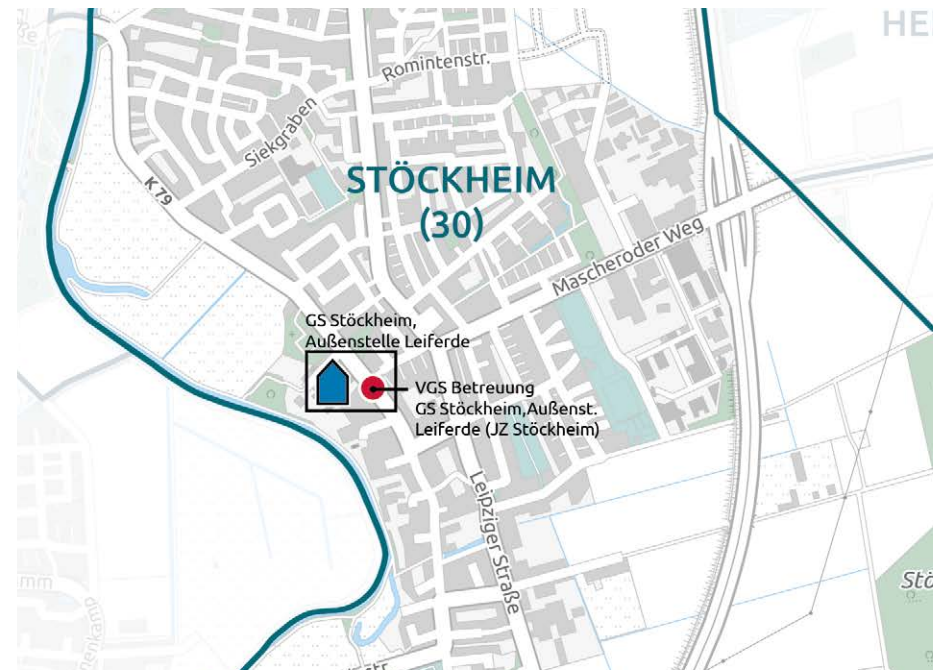 HEI
Romintenstr.
Siekgraben
STÖCKHEIM
(30)
K 79
Mascheroder Weg
GS Stöckheim,
Außenstelle Leiferde
VGS Betreuung
GS Stöckheim,Außenst.
Leiferde (JZ Stöckheim)
Leipziger Straße
Stö